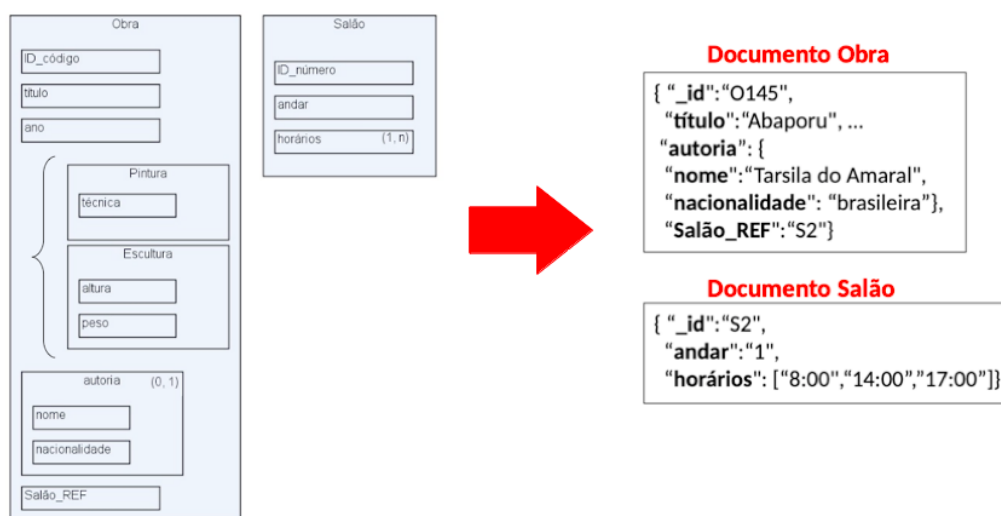 Obra
ID_código
título
ano
Pintura
técnica
Escultura
altura
peso
autoria (0, 1)
nome
nacionalidade
Salão_REF
Salão
ID_número
andar
horários (1, n)
Documento Obra
{ “_id":“O145",
“título":“Abaporu", ...
“autoria”: {
“nome":“Tarsila do Amaral",
“nacionalidade": “brasileira”},
“Salão_REF":“S2"}
Documento Salão
{ “_id":“S2",
“andar":“1",
“horários": [“8:00",“14:00”,”17:00”]}